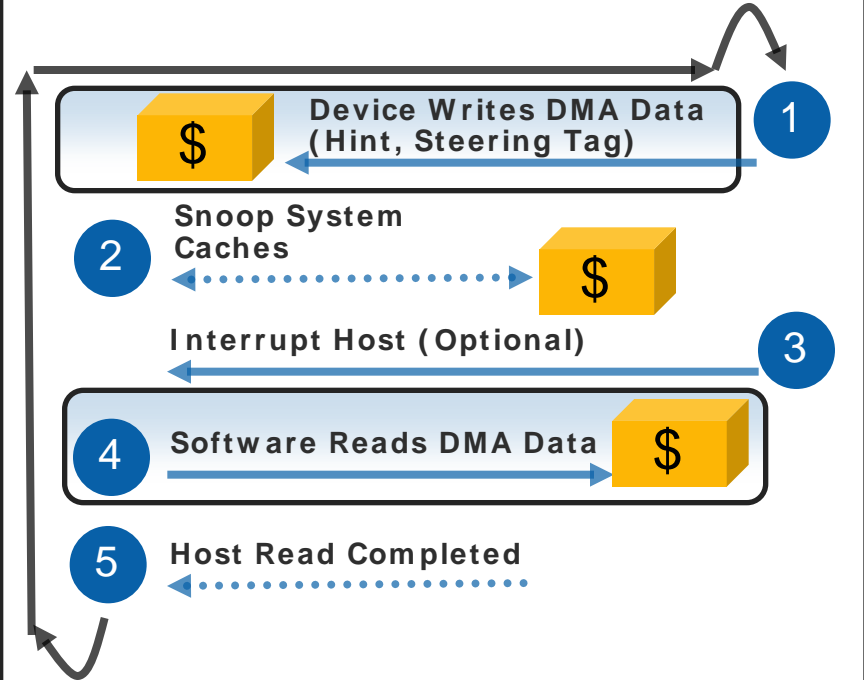 Device Writes DMA Data
(Hint, Steering Tag)
1
$
Snoop System
Caches
2
$
Interrupt Host (Optional)
3
4
Software Reads DMA Data
$
5
Host Read Completed